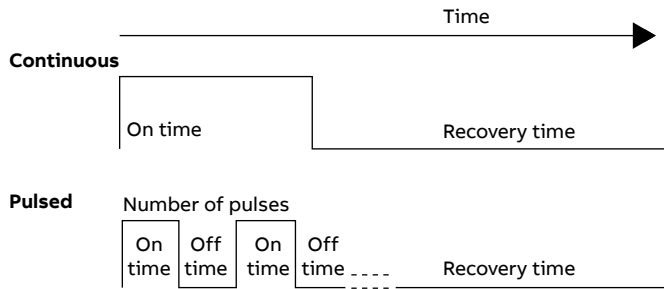 Time
Continuous
On time Recovery time
Pulsed Number of pulses
On Off On Off
time time time time Recovery time